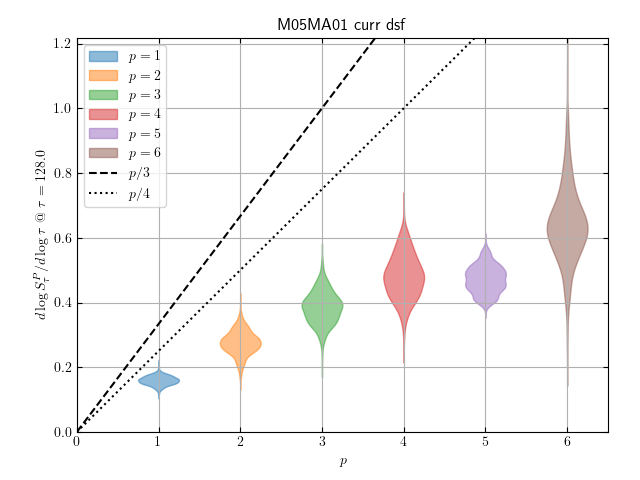 M05MA01 curr dsf
p = 1
p = 2
p = 3
p = 4
p = 5
p = 6
p/3
p/4
d log S_τ^P / d log τ @ τ = 128.0
1.2
1.0
0.8
0.6
0.4
0.2
0.0
0 1 2 3 4 5 6
p